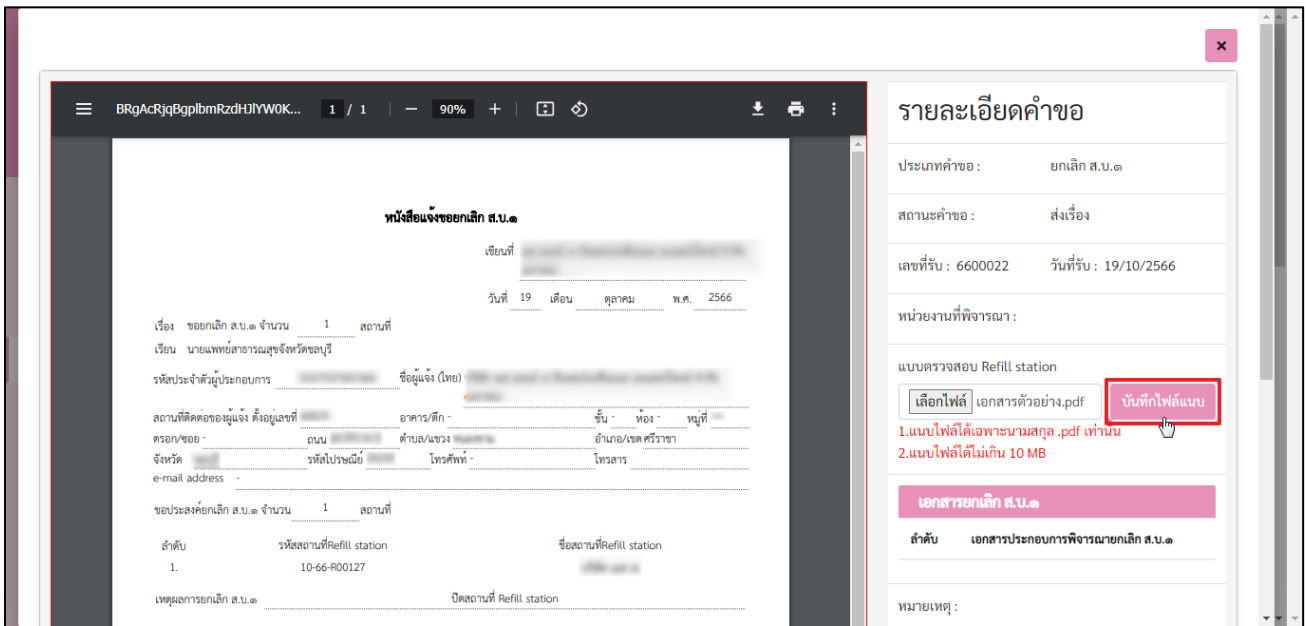 ×
BRgAcRjqBgplbmRzdHJlYW0K... 1 / 1 90%
หนังสือแจ้งขอยกเลิก ส.บ.๑
เขียนที่
วันที่ 19 เดือน ตุลาคม พ.ศ. 2566
เรื่อง ขอยกเลิก ส.บ.๑ จำนวน 1 สถานที่
เรียน นายแพทย์สาธารณสุขจังหวัดชลบุรี
รหัสประจำตัวผู้ประกอบการ ชื่อผู้แจ้ง (ไทย)
สถานที่ติดต่อของผู้แจ้ง ตั้งอยู่เลขที่ อาคาร/ตึก - ชั้น - ห้อง - หมู่ที่
ตรอก/ซอย - ถนน ตำบล/แขวง อำเภอ/เขต ศรีราชา
จังหวัด รหัสไปรษณีย์ โทรศัพท์ - โทรสาร
e-mail address -
ขอประสงค์ยกเลิก ส.บ.๑ จำนวน 1 สถานที่
ลำดับ รหัสสถานที่Refill station ชื่อสถานที่Refill station
1. 10-66-R00127
เหตุผลการยกเลิก ส.บ.๑ ปิดสถานที่ Refill station
รายละเอียดคำขอ
ประเภทคำขอ : ยกเลิก ส.บ.๑
สถานะคำขอ : ส่งเรื่อง
เลขที่รับ : 6600022 วันที่รับ : 19/10/2566
หน่วยงานที่พิจารณา :
แบบตรวจสอบ Refill station
เลือกไฟล์ เอกสารตัวอย่าง.pdf บันทึกไฟล์แนบ
1.แนบไฟล์ได้เฉพาะนามสกุล .pdf เท่านั้น
2.แนบไฟล์ได้ไม่เกิน 10 MB
เอกสารยกเลิก ส.บ.๑
ลำดับ เอกสารประกอบการพิจารณายกเลิก ส.บ.๑
หมายเหตุ :